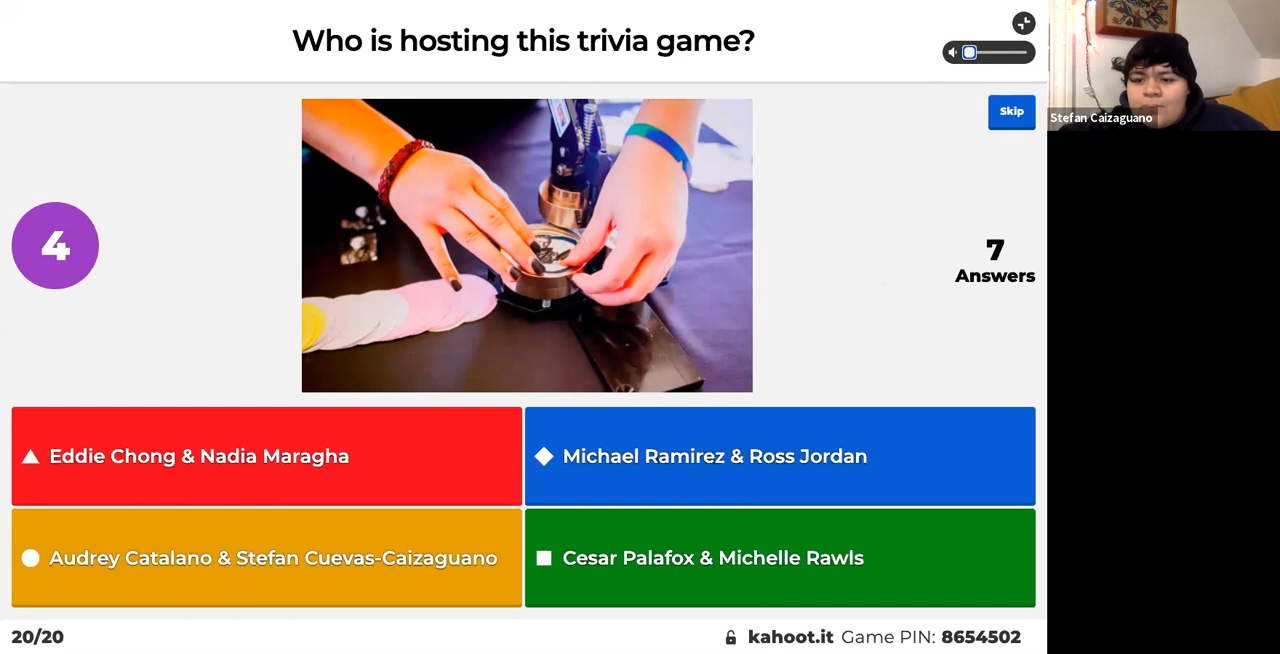 Who is hosting this trivia game?
Skip
Stefan Caizaguano
4
7
Answers
Eddie Chong & Nadia Maragha
Michael Ramirez & Ross Jordan
Audrey Catalano & Stefan Cuevas-Caizaguano
Cesar Palafox & Michelle Rawls
20/20
kahoot.it Game PIN: 8654502